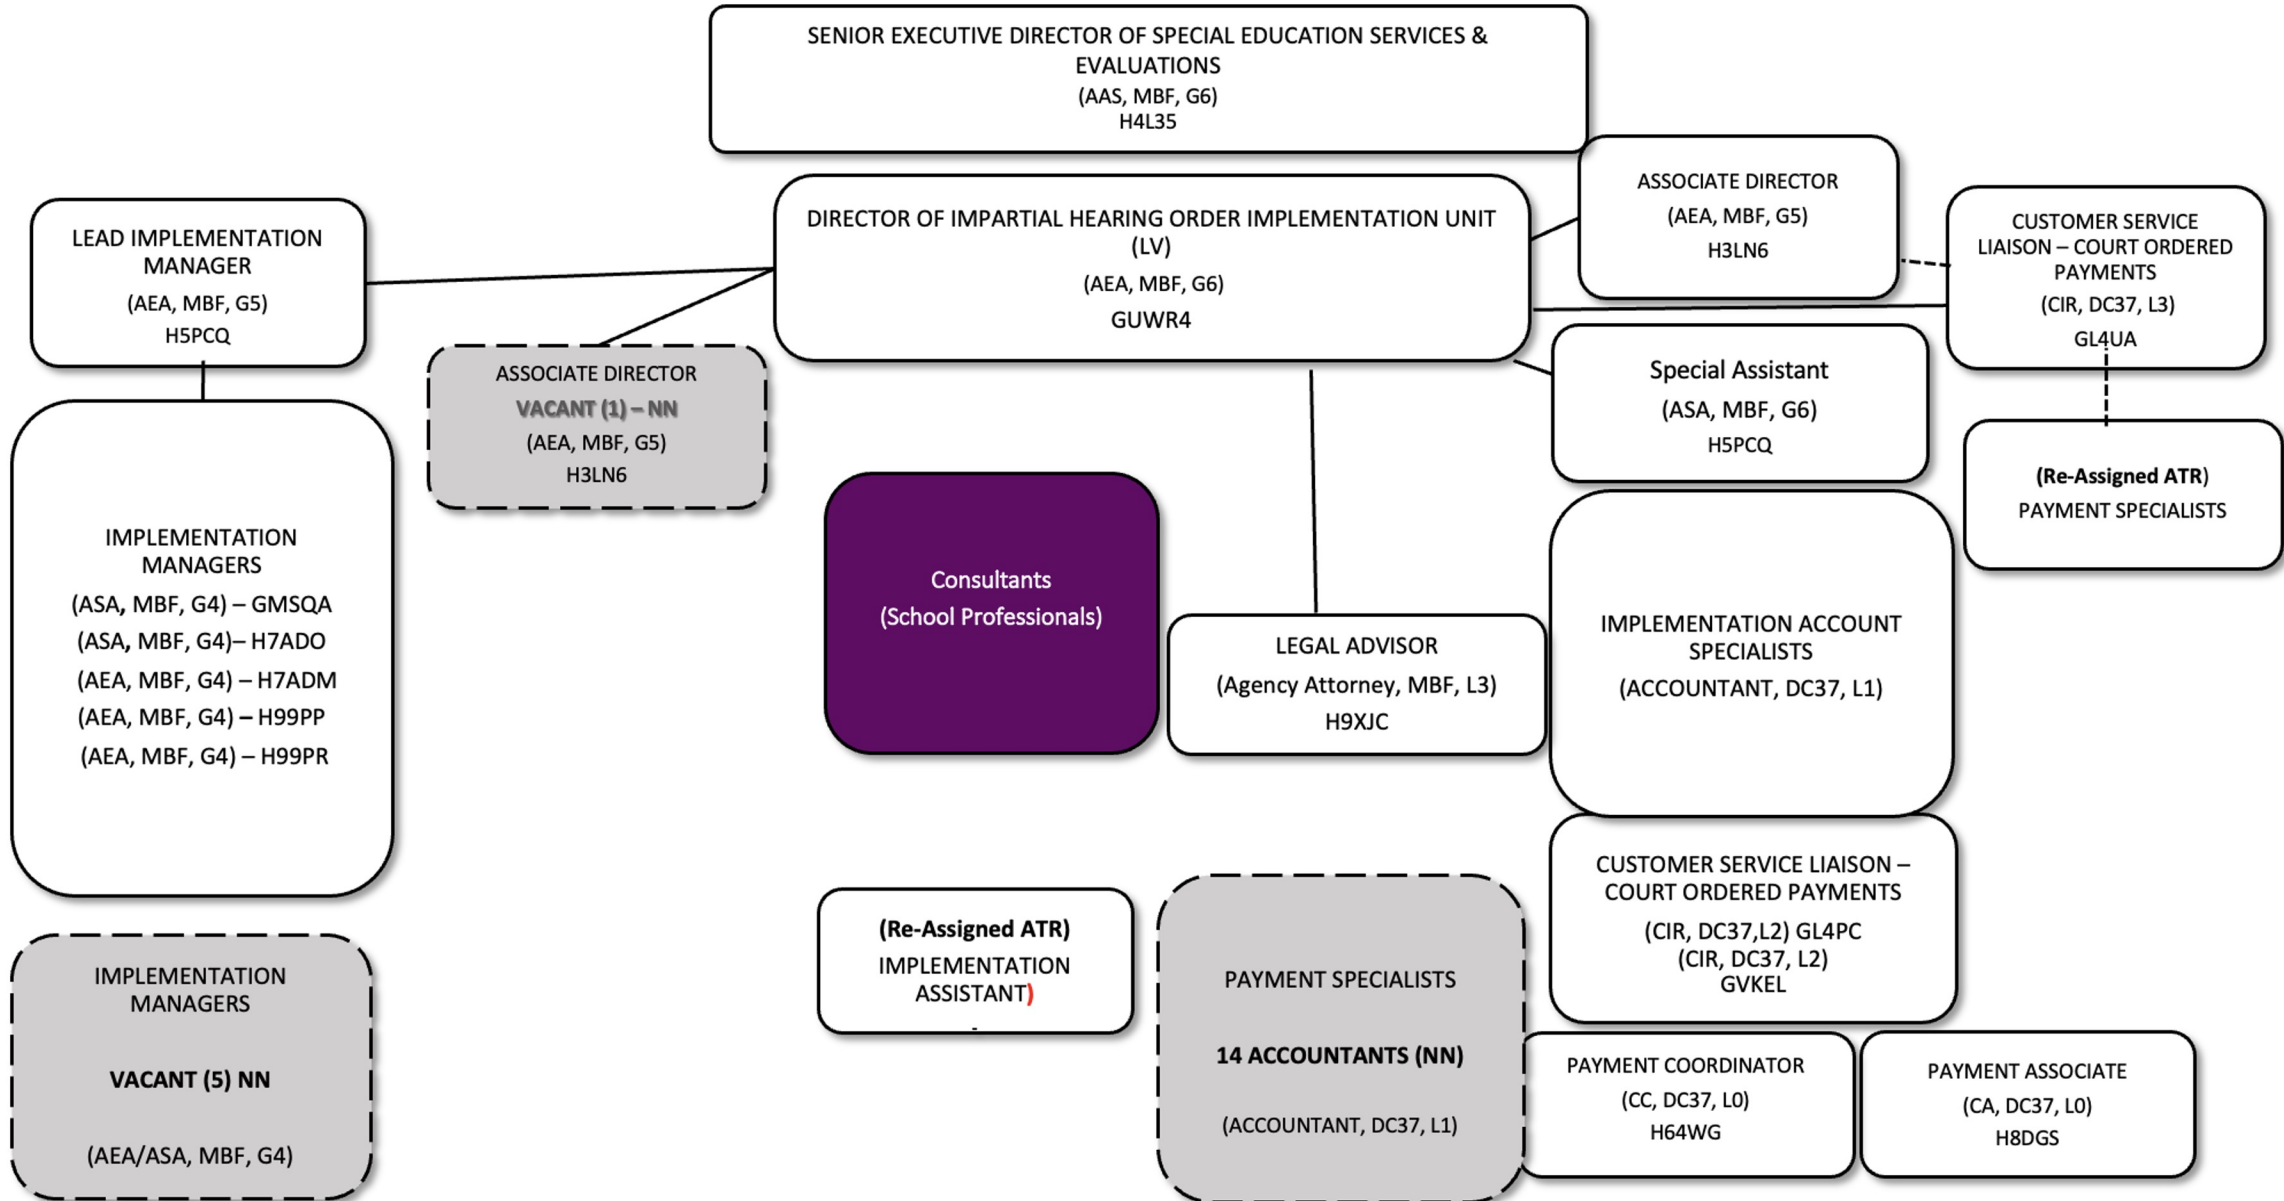 SENIOR EXECUTIVE DIRECTOR OF SPECIAL EDUCATION SERVICES &
EVALUATIONS
(AAS, MBF, G6)
H4L35
ASSOCIATE DIRECTOR
(AEA, MBF, G5)
H3LN6
CUSTOMER SERVICE
LIAISON – COURT ORDERED
PAYMENTS
(CIR, DC37, L3)
GL4UA
DIRECTOR OF IMPARTIAL HEARING ORDER IMPLEMENTATION UNIT
(LV)
(AEA, MBF, G6)
GUWR4
LEAD IMPLEMENTATION
MANAGER
(AEA, MBF, G5)
H5PCQ
ASSOCIATE DIRECTOR
VACANT (1) – NN
(AEA, MBF, G5)
H3LN6
Special Assistant
(ASA, MBF, G6)
H5PCQ
(Re-Assigned ATR)
PAYMENT SPECIALISTS
IMPLEMENTATION
MANAGERS
(ASA, MBF, G4) – GMSQA
(ASA, MBF, G4)– H7ADO
(AEA, MBF, G4) – H7ADM
(AEA, MBF, G4) – H99PP
(AEA, MBF, G4) – H99PR
Consultants
(School Professionals)
LEGAL ADVISOR
(Agency Attorney, MBF, L3)
H9XJC
IMPLEMENTATION ACCOUNT
SPECIALISTS
(ACCOUNTANT, DC37, L1)
CUSTOMER SERVICE LIAISON –
COURT ORDERED PAYMENTS
(CIR, DC37,L2) GL4PC
(CIR, DC37, L2)
GVKEL
(Re-Assigned ATR)
IMPLEMENTATION
ASSISTANT)
-
IMPLEMENTATION
MANAGERS
VACANT (5) NN
(AEA/ASA, MBF, G4)
PAYMENT SPECIALISTS
14 ACCOUNTANTS (NN)
(ACCOUNTANT, DC37, L1)
PAYMENT COORDINATOR
(CC, DC37, L0)
H64WG
PAYMENT ASSOCIATE
(CA, DC37, L0)
H8DGS